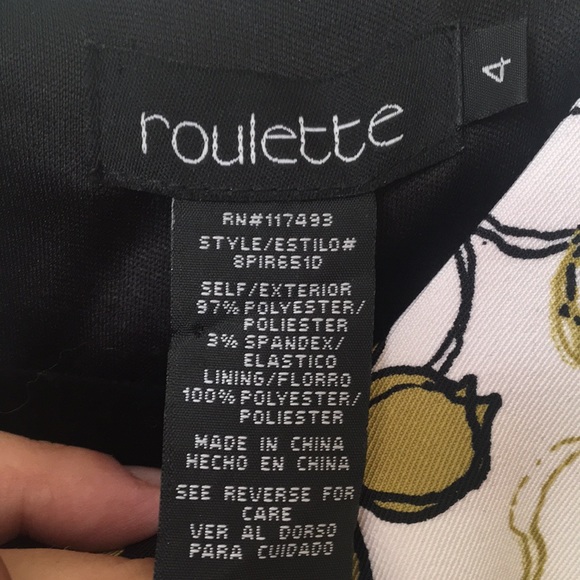 roulette
4
RN#117493
STYLE/ESTILO#
8PIR651D
SELF/EXTERIOR
97% POLYESTER/
POLIESTER
3% SPANDEX/
ELASTICO
LINING/FLORRO
100% POLYESTER/
POLIESTER
MADE IN CHINA
HECHO EN CHINA
SEE REVERSE FOR
CARE
VER AL DORSO
PARA CUIDADO